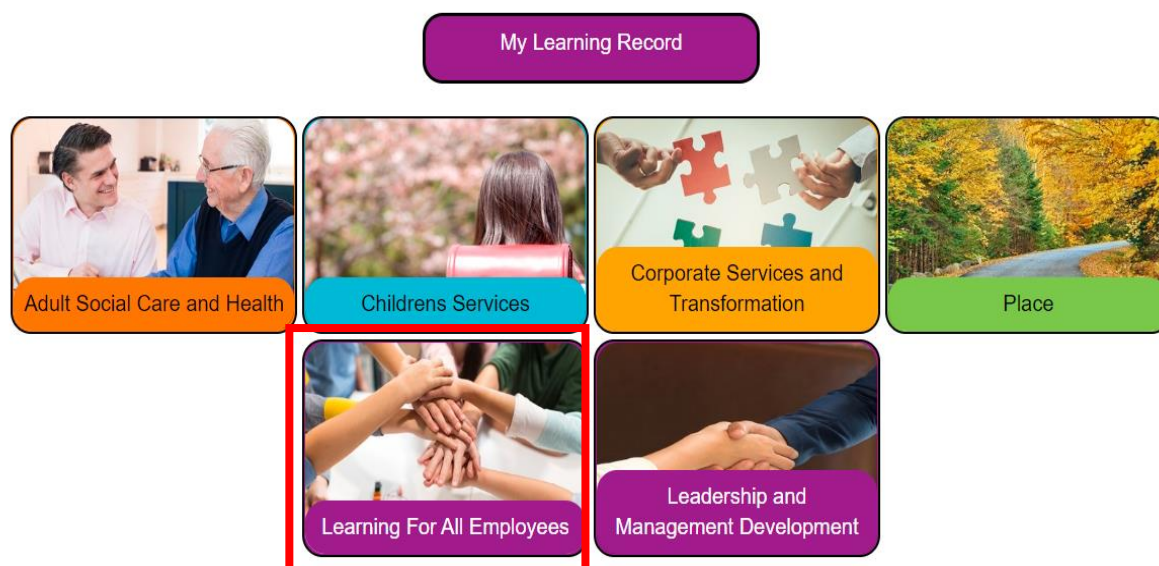 My Learning Record
Adult Social Care and Health
Childrens Services
Corporate Services and
Transformation
Place
Learning For All Employees
Leadership and
Management Development